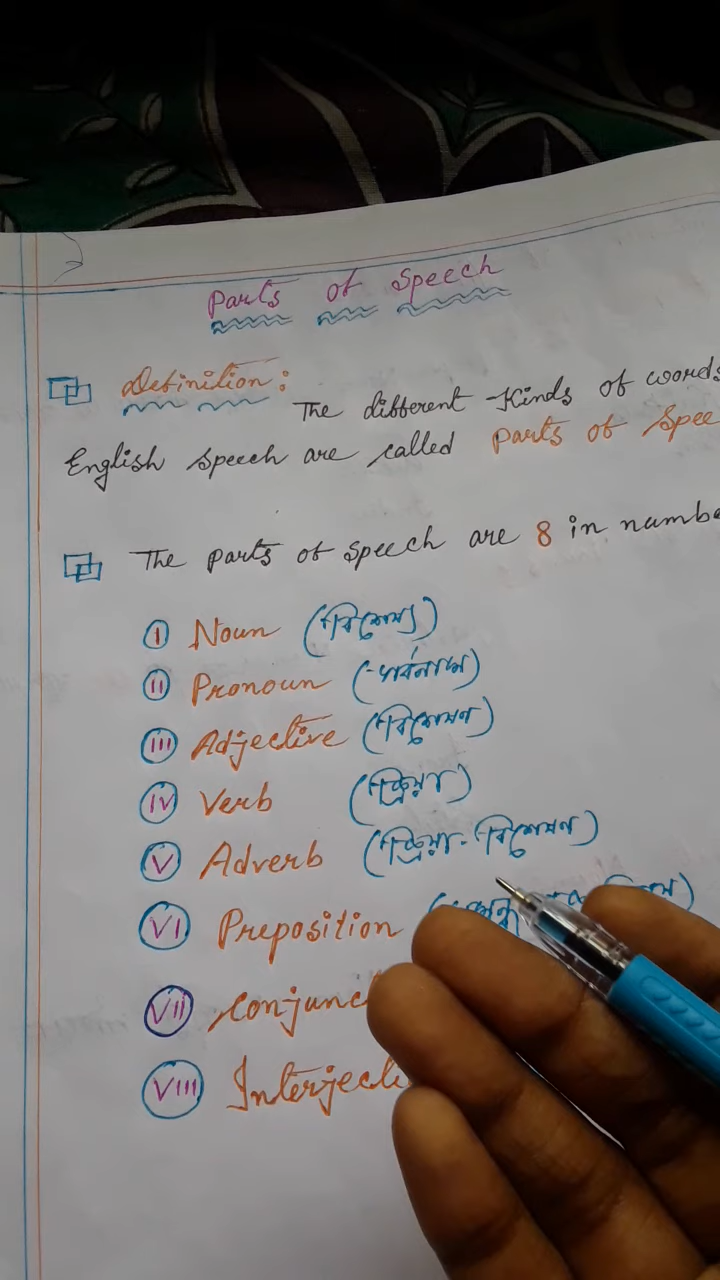 Parts of Speech
Definition: The different kinds of words
English speech are called Parts of Spee
The parts of speech are 8 in numbe
I Noun (বিশেষ্য)
II Pronoun (সর্বনাম)
III Adjective (বিশেষণ)
IV Verb (ক্রিয়া)
V Adverb (ক্রিয়া-বিশেষণ)
VI Preposition
VII Conjunc
VIII Interjecti